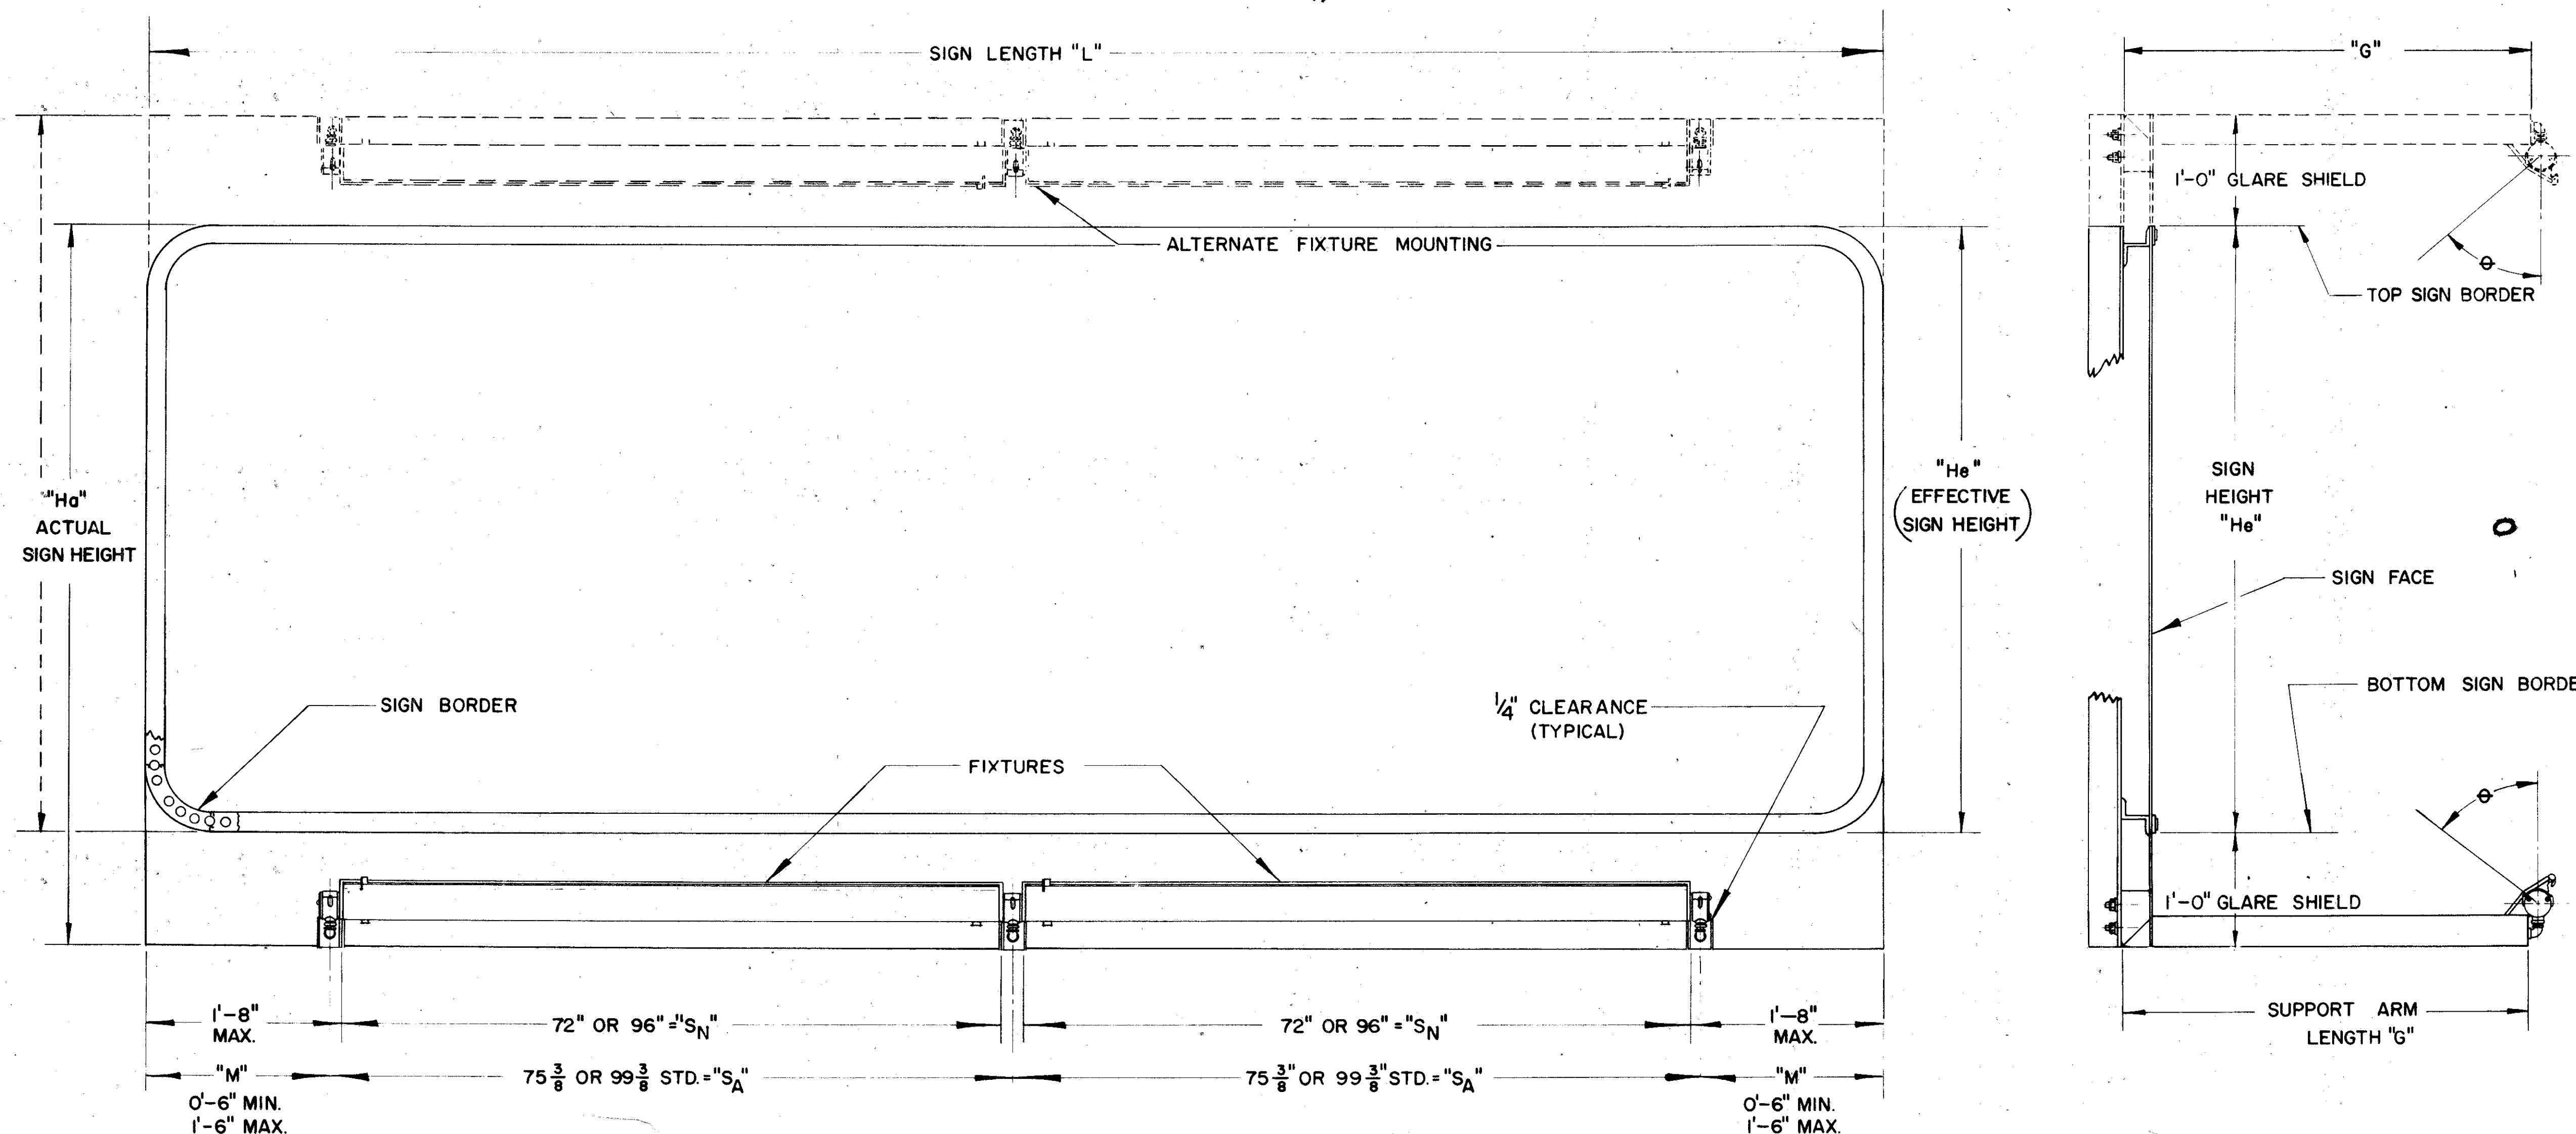 SIGN LENGTH "L"
"G"
1'-0" GLARE SHIELD
ALTERNATE FIXTURE MOUNTING
θ
TOP SIGN BORDER
"Ha"
ACTUAL
SIGN HEIGHT
"He"
(EFFECTIVE
SIGN HEIGHT)
SIGN
HEIGHT
"He"
SIGN FACE
SIGN BORDER
1/4" CLEARANCE
(TYPICAL)
BOTTOM SIGN BORDE
FIXTURES
θ
1'-0" GLARE SHIELD
1'-8"
MAX.
72" OR 96" ="SN"
72" OR 96" ="SN"
1'-8"
MAX.
SUPPORT ARM
LENGTH "G"
"M"
0'-6" MIN.
1'-6" MAX.
75 3/8 OR 99 3/8 STD.="SA"
75 3/8" OR 99 3/8" STD.="SA"
"M"
0'-6" MIN.
1'-6" MAX.